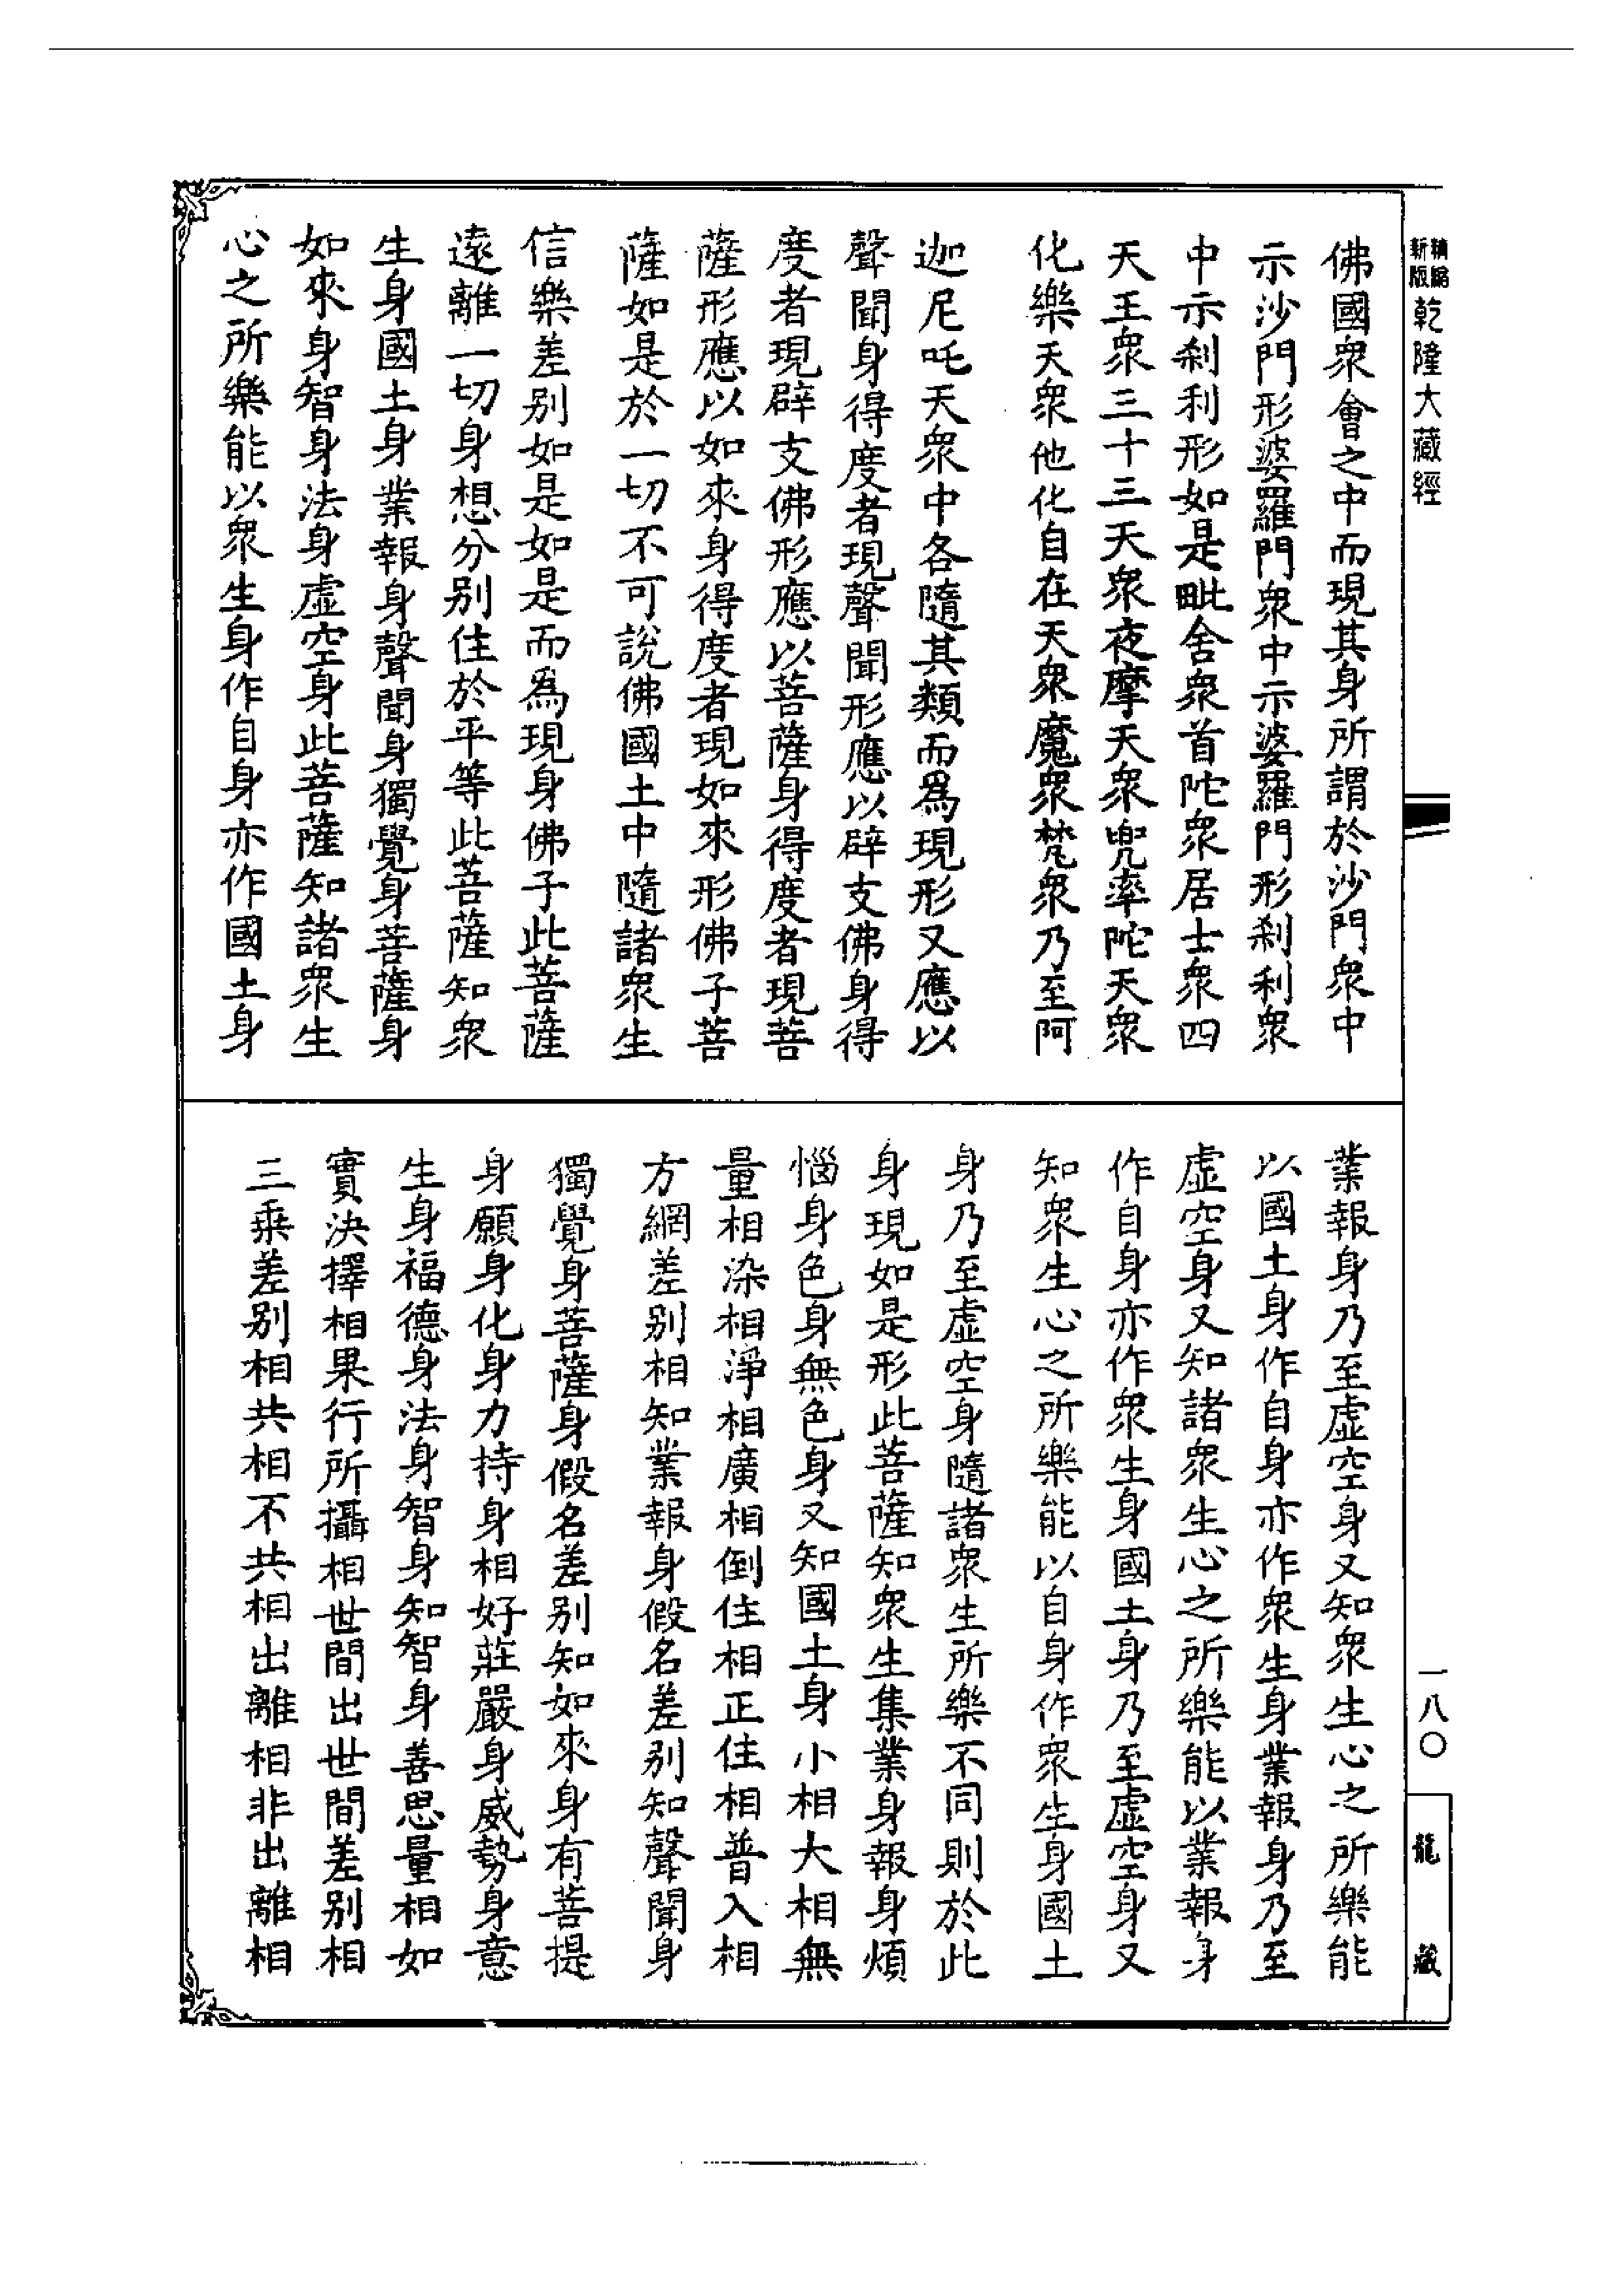 新版精縮乾隆大藏經
佛國衆會之中而現其身所謂於沙門衆中
示沙門形婆羅門衆中示婆羅門形剎利衆
中示剎利形如是毗舍衆首陀衆居士衆四
天王衆三十三天衆夜摩天衆兜率陀天衆
化樂天衆他化自在天衆魔衆梵衆乃至阿
迦尼吒天衆中各隨其類而爲現形又應以
聲聞身得度者現聲聞形應以辟支佛身得
度者現辟支佛形應以菩薩身得度者現菩
薩形應以如來身得度者現如來形佛子菩
薩如是於一切不可說佛國土中隨諸衆生
信樂差別如是如是而爲現身佛子此菩薩
遠離一切身想分別住於平等此菩薩知衆
生身國土身業報身聲聞身獨覺身菩薩身
如來身智身法身虛空身此菩薩知諸衆生
心之所樂能以衆生身作自身亦作國土身
業報身乃至虛空身又知衆生心之所樂能
以國土身作自身亦作衆生身業報身乃至
虛空身又知諸衆生心之所樂能以業報身
作自身亦作衆生身國土身乃至虛空身又
知衆生心之所樂能以自身作衆生身國土
身乃至虛空身隨諸衆生所樂不同則於此
身現如是形此菩薩知衆生集業身報身煩
惱身色身無色身又知國土身小相大相無
量相染相淨相廣相倒住相正住相普入相
方網差別相知業報身假名差別知聲聞身
獨覺身菩薩身假名差別知如來身有菩提
身願身化身力持身相好莊嚴身威勢身意
生身福德身法身智身知智身善思量相如
實決擇相果行所攝相世間出世間差別相
三乘差別相共相不共相出離相非出離相
一八〇
龍藏